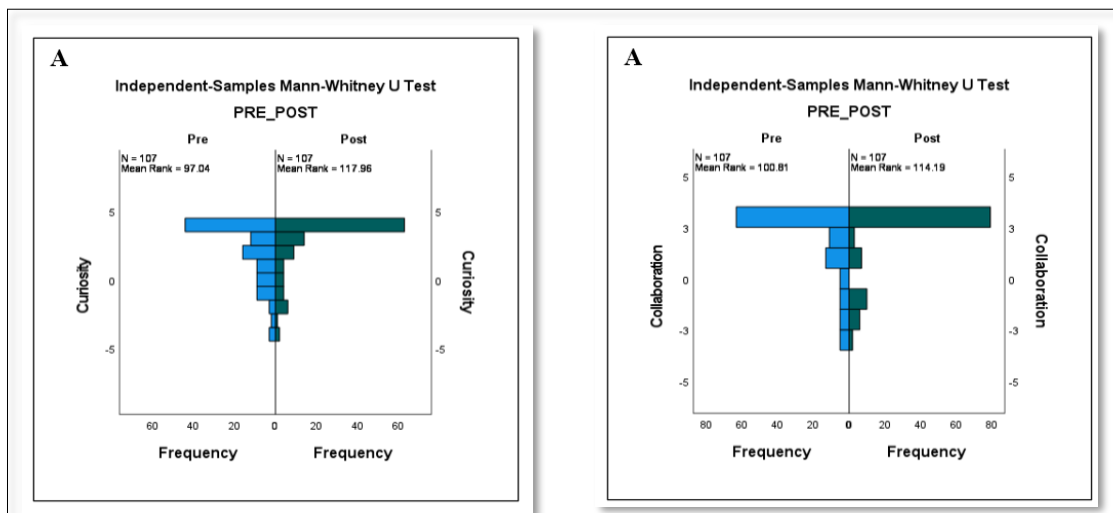 A
Independent-Samples Mann-Whitney U Test
PRE_POST
Pre Post
N = 107 N = 107
Mean Rank = 97.04 Mean Rank = 117.96
5 5
Curiosity Curiosity
0 0
-5 -5
60 40 20 0 20 40 60
Frequency Frequency
A
Independent-Samples Mann-Whitney U Test
PRE_POST
Pre Post
N = 107 N = 107
Mean Rank = 100.81 Mean Rank = 114.19
5 5
3 3
Collaboration Collaboration
0 0
-3 -3
-5 -5
80 60 40 20 0 20 40 60 80
Frequency Frequency